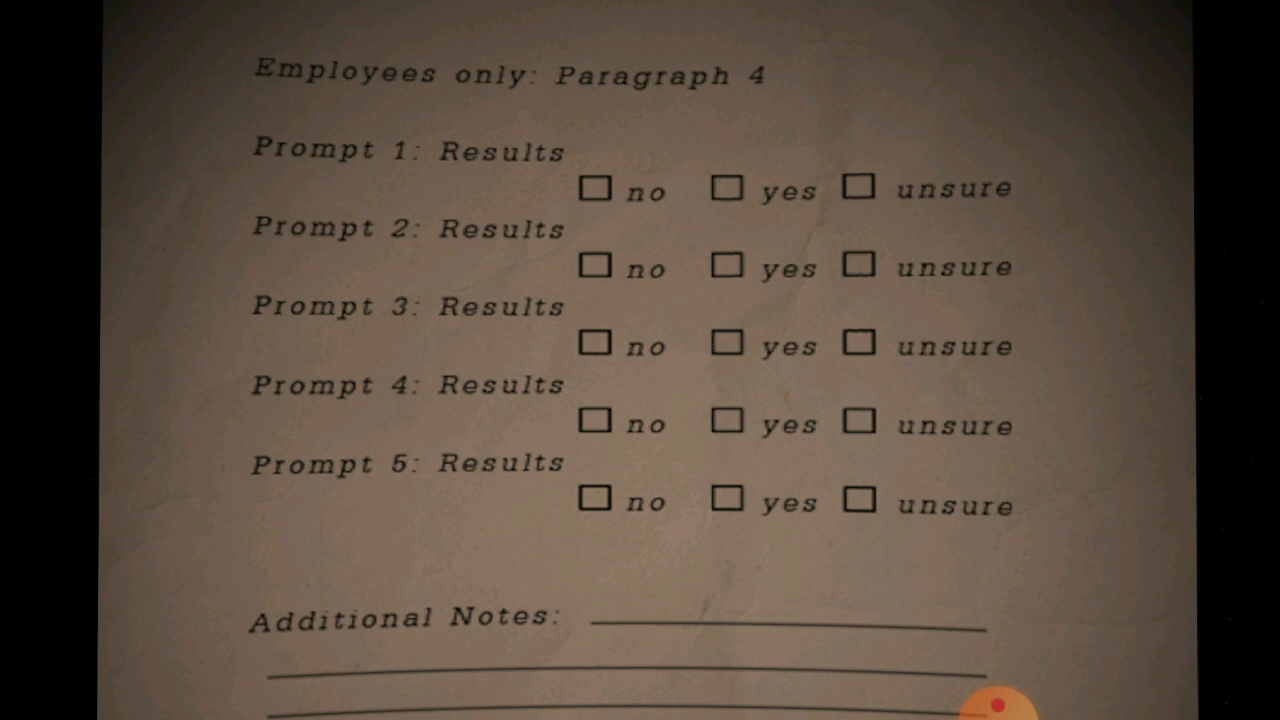 Employees only: Paragraph 4
Prompt 1: Results
no yes unsure
Prompt 2: Results
no yes unsure
Prompt 3: Results
no yes unsure
Prompt 4: Results
no yes unsure
Prompt 5: Results
no yes unsure
Additional Notes: